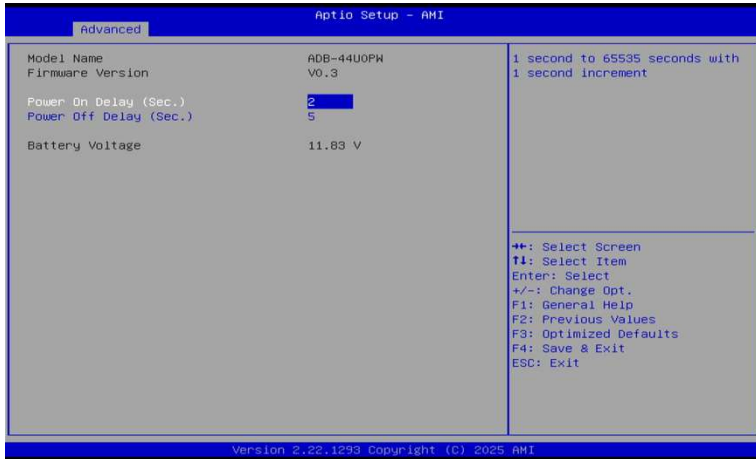 Aptio Setup - AMI
Advanced
Model Name ADB-44UOPW
Firmware Version V0.3
Power On Delay (Sec.) 2
Power Off Delay (Sec.) 5
Battery Voltage 11.83 V
1 second to 65535 seconds with
1 second increment
→←: Select Screen
↑↓: Select Item
Enter: Select
+/-: Change Opt.
F1: General Help
F2: Previous Values
F3: Optimized Defaults
F4: Save & Exit
ESC: Exit
Version 2.22.1293 Copyright (C) 2025 AMI